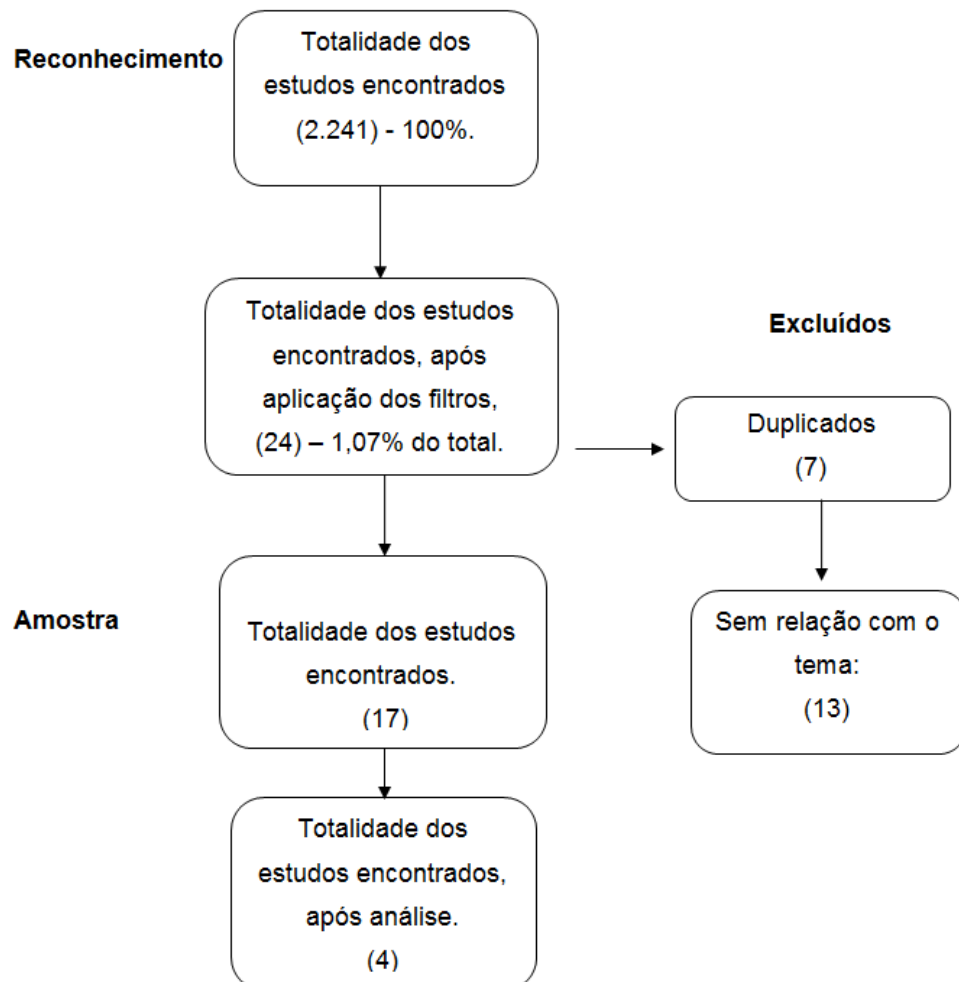 Reconhecimento
Totalidade dos
estudos encontrados
(2.241) - 100%.
Totalidade dos estudos
encontrados, após
aplicação dos filtros,
(24) – 1,07% do total.
Excluídos
Duplicados
(7)
Amostra
Totalidade dos estudos
encontrados.
(17)
Sem relação com o
tema:
(13)
Totalidade dos
estudos encontrados,
após análise.
(4)